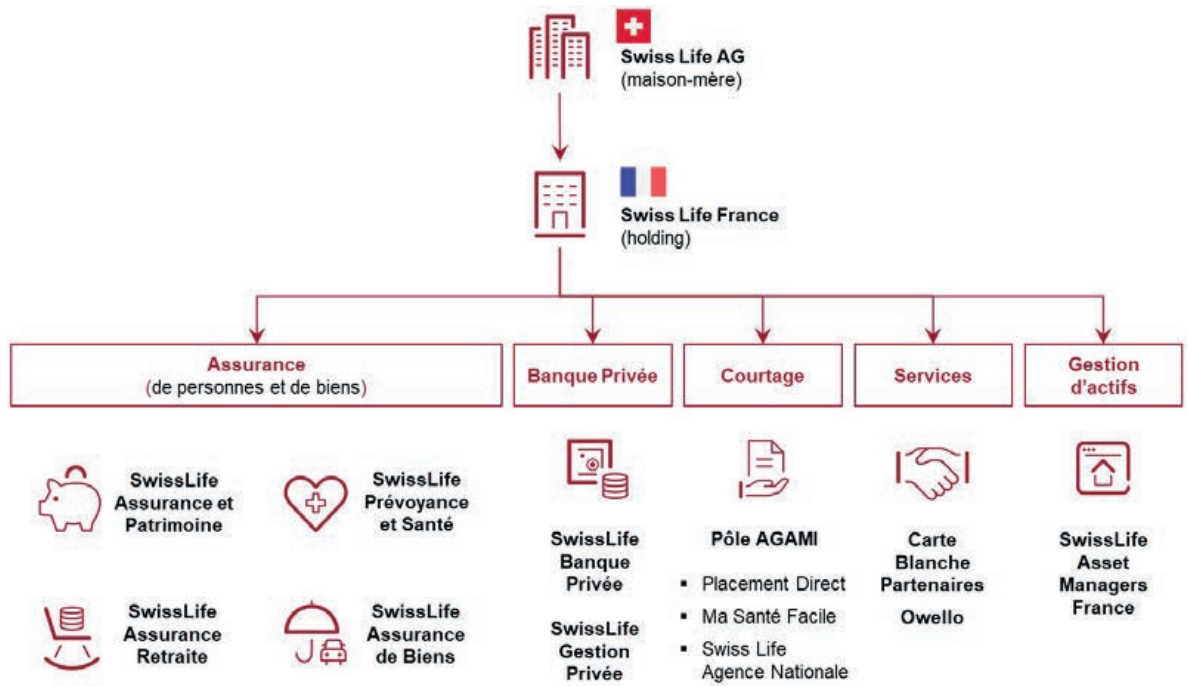 Swiss Life AG
(maison-mère)
Swiss Life France
(holding)
Assurance
(de personnes et de biens)
Banque Privée
Courtage
Services
Gestion
d'actifs
SwissLife
Assurance et
Patrimoine
SwissLife
Prévoyance
et Santé
SwissLife
Assurance
Retraite
SwissLife
Assurance
de Biens
SwissLife
Banque
Privée
SwissLife
Gestion
Privée
Pôle AGAMI
▪ Placement Direct
▪ Ma Santé Facile
▪ Swiss Life
Agence Nationale
Carte
Blanche
Partenaires
Owello
SwissLife
Asset
Managers
France